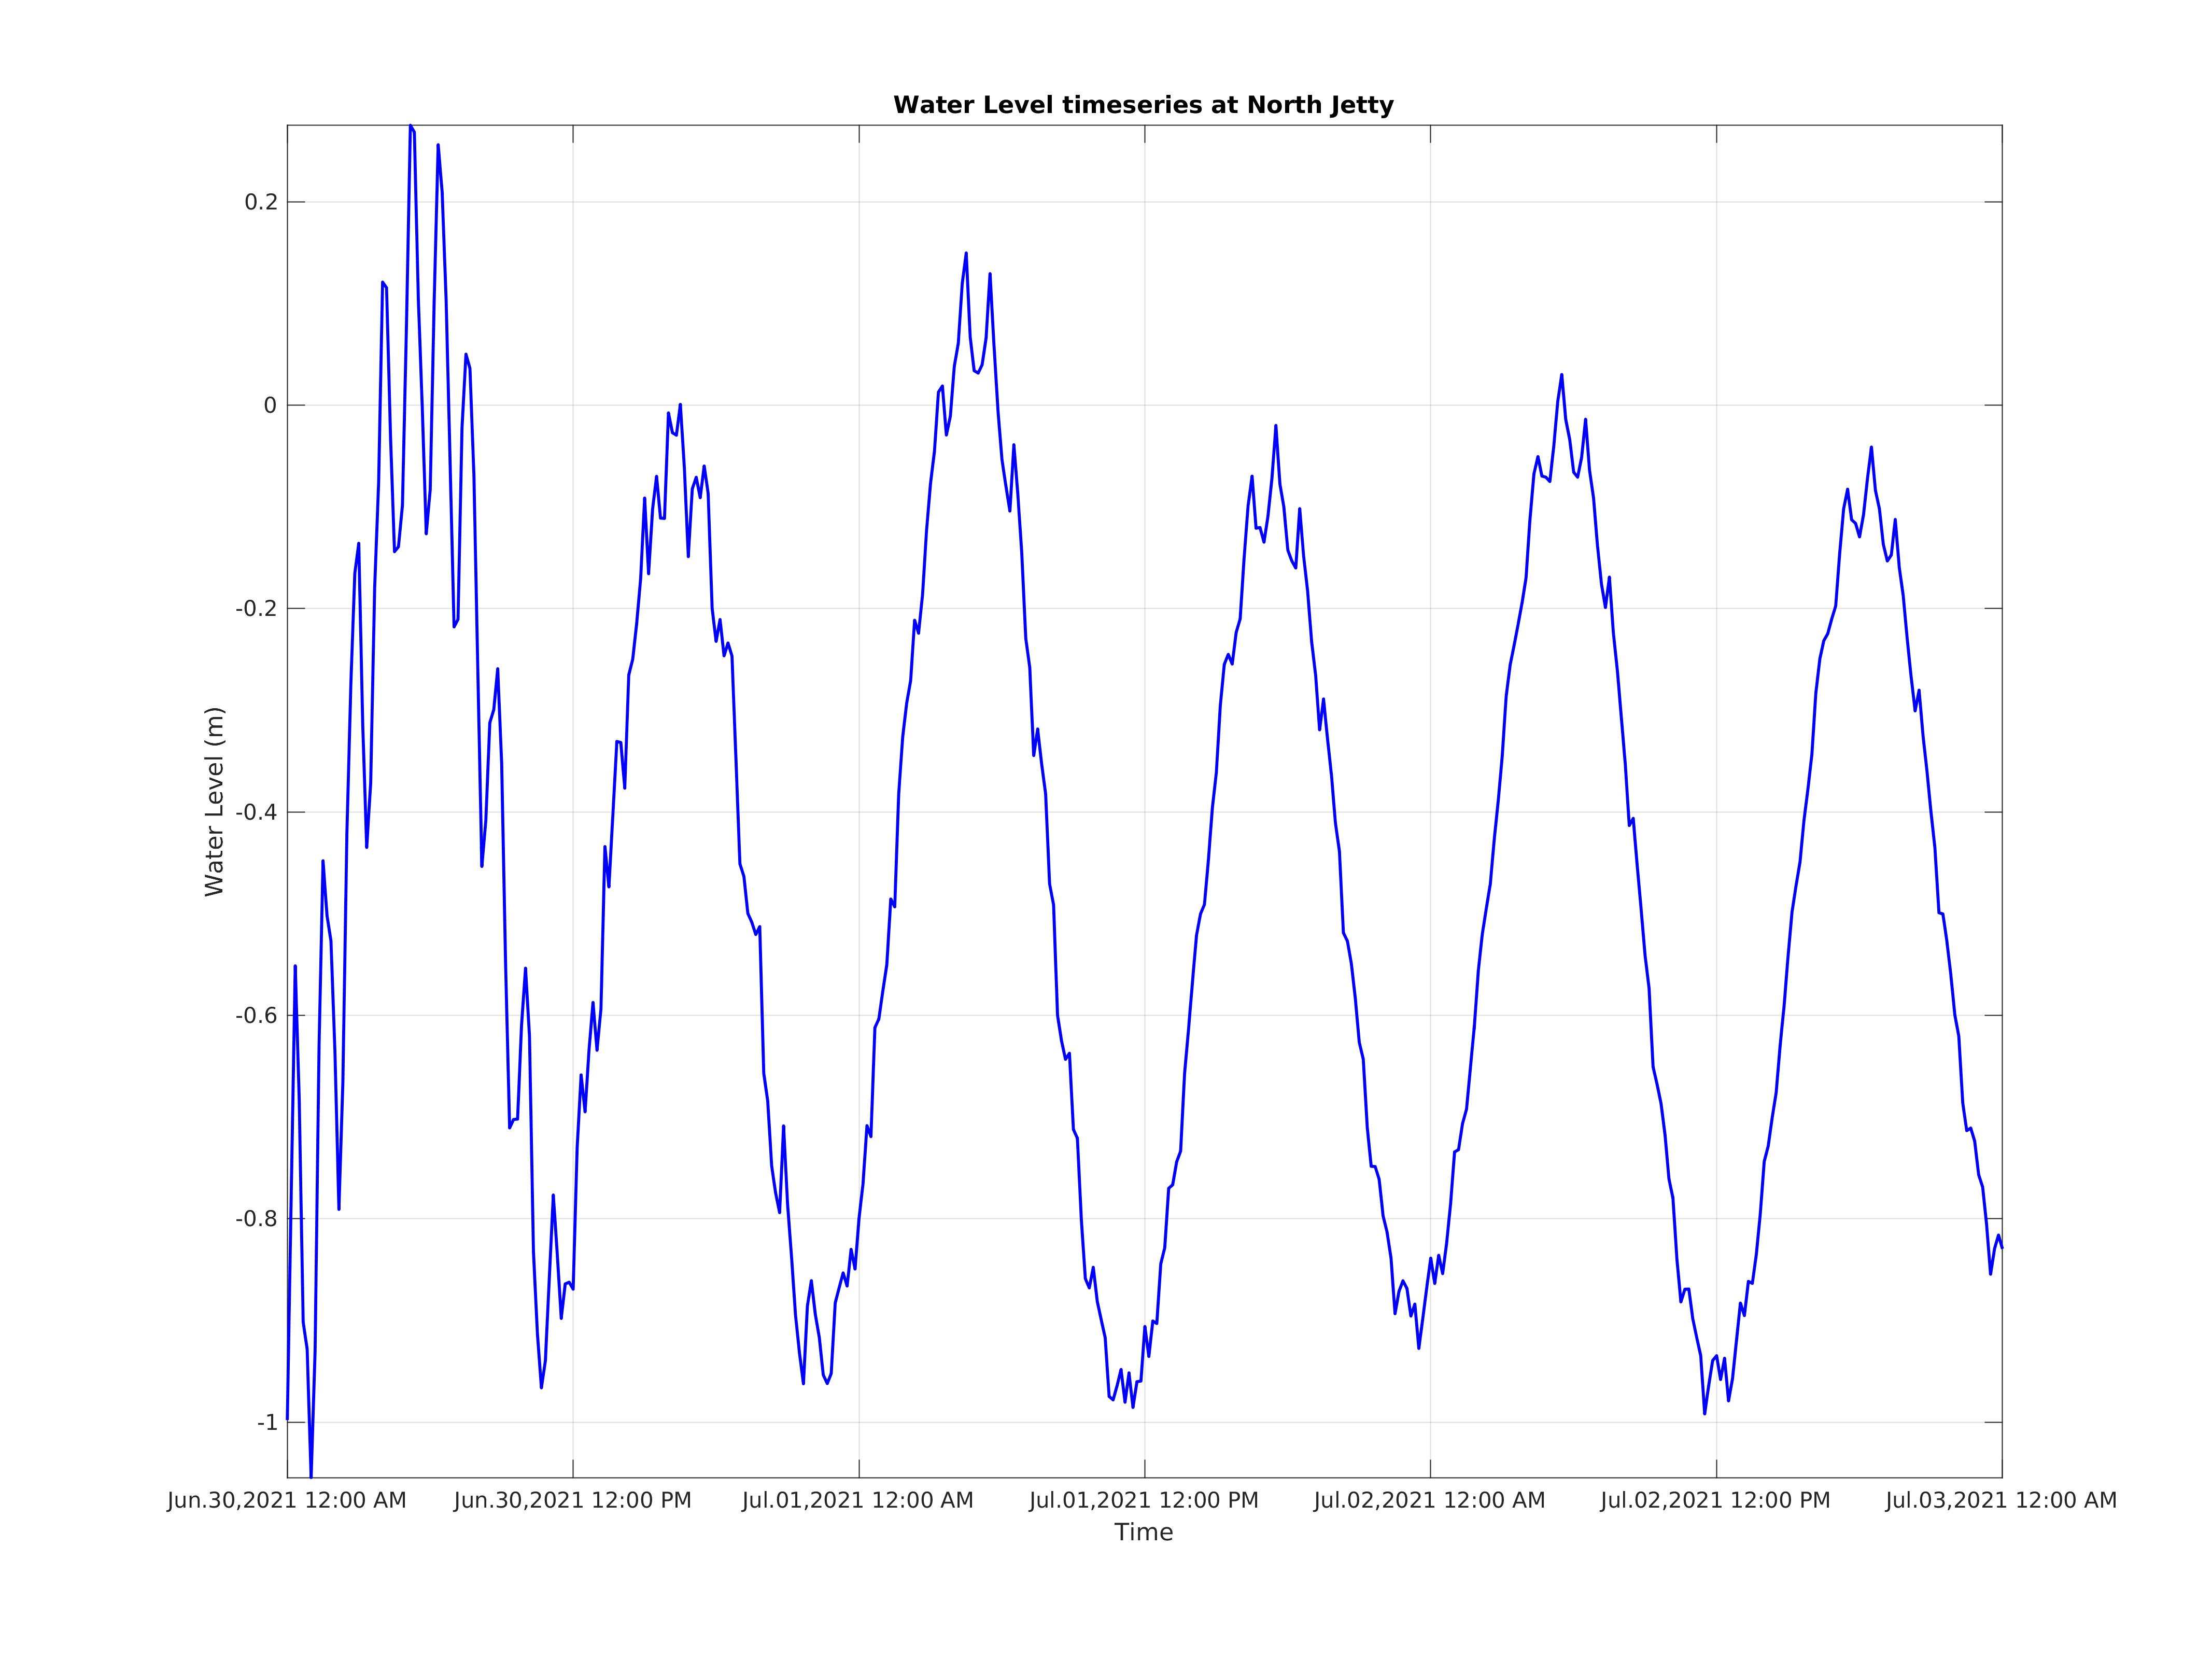 Water Level timeseries at North Jetty
0.2
0
-0.2
-0.4
-0.6
-0.8
-1
Water Level (m)
Jun.30,2021 12:00 AM Jun.30,2021 12:00 PM Jul.01,2021 12:00 AM Jul.01,2021 12:00 PM Jul.02,2021 12:00 AM Jul.02,2021 12:00 PM Jul.03,2021 12:00 AM
Time